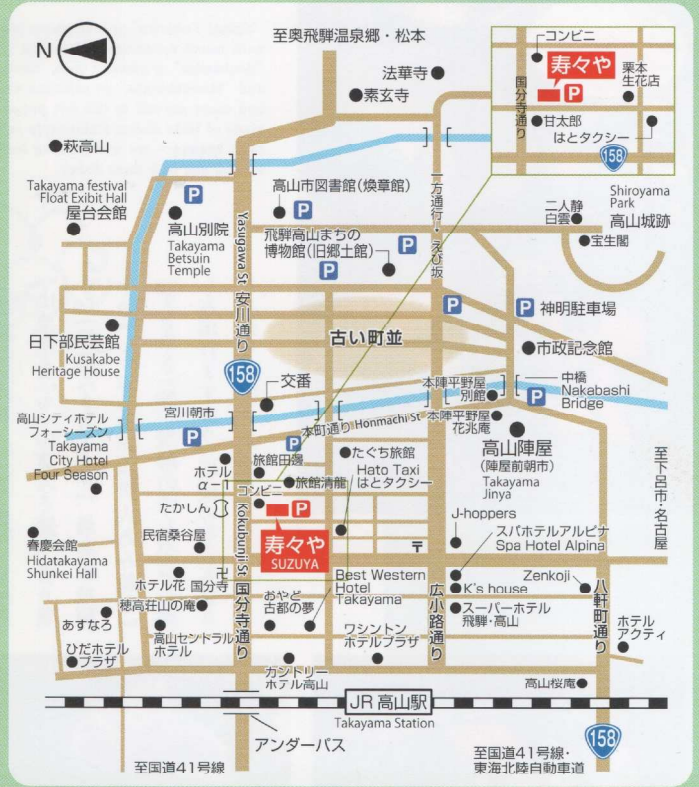 至奥飛騨温泉郷・松本
N
法華寺
素玄寺
コンビニ
寿々や
P
栗本
生花店
国分寺通り
甘太郎
はとタクシー
158
萩高山
Takayama festival
Float Exibit Hall
屋台会館
P
高山別院
Takayama
Betsuin
Temple
Yasugawa St 安川通り
高山市図書館(煥章館)
P
飛騨高山まちの
博物館(旧郷土館)
P
P
一方通行・えび坂
Shiroyama
Park
二人静
白雲
高山城跡
宝生閣
P
P
神明駐車場
日下部民芸館
Kusakabe
Heritage House
古い町並
市政記念館
158
交番
本陣平野屋
別館
中橋
Nakabashi
Bridge
P
高山シティホテル
フォーシーズン
Takayama
City Hotel
Four Season
宮川朝市
P
P
本町通り Honmachi St
本陣平野屋
花兆庵
高山陣屋
(陣屋前朝市)
Takayama
Jinya
至下呂市・名古屋
ホテル
α-1
旅館田邊
たぐち旅館
Hato Taxi
はとタクシー
旅館清龍
コンビニ
P
寿々や
SUZUYA
たかしん
民宿桑谷屋
Kokubunji St 国分寺通り
〒
J-hoppers
スパホテルアルピナ
Spa Hotel Alpina
春慶会館
Hidatakayama
Shunkei Hall
ホテル花
国分寺
卍
Best Western
Hotel
Takayama
K's house
Zenkoji
スーパーホテル
飛騨・高山
広小路通り
八軒町通り
あすなろ
穂高荘山の庵
おやど
古都の夢
高山セントラル
ホテル
ワシントン
ホテルプラザ
ホテル
アクティ
ひだホテル
プラザ
カントリー
ホテル高山
高山桜庵
JR 高山駅
Takayama Station
アンダーパス
158
至国道41号線
至国道41号線・
東海北陸自動車道